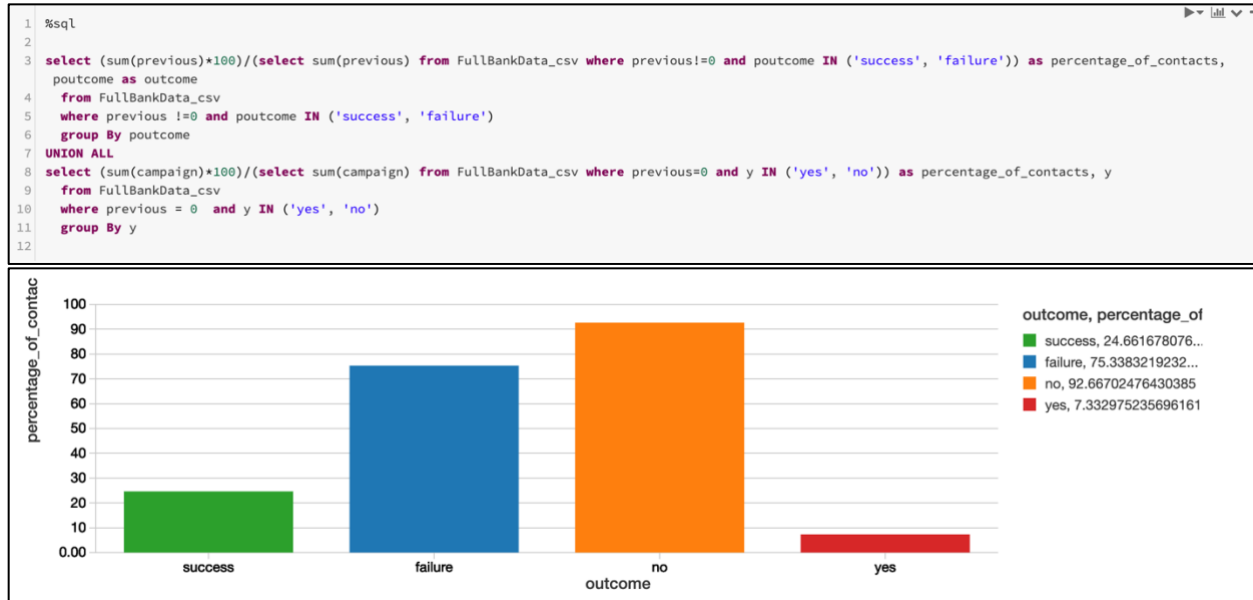 1 %sql
2
3 select (sum(previous)*100)/(select sum(previous) from FullBankData_csv where previous!=0 and poutcome IN ('success', 'failure')) as percentage_of_contacts,
poutcome as outcome
4 from FullBankData_csv
5 where previous !=0 and poutcome IN ('success', 'failure')
6 group By poutcome
7 UNION ALL
8 select (sum(campaign)*100)/(select sum(campaign) from FullBankData_csv where previous=0 and y IN ('yes', 'no')) as percentage_of_contacts, y
9 from FullBankData_csv
10 where previous = 0 and y IN ('yes', 'no')
11 group By y
12
percentage_of_contac
100
90
80
70
60
50
40
30
20
10
0.00
success
failure
no
yes
outcome
outcome, percentage_of
success, 24.661678076...
failure, 75.3383219232...
no, 92.66702476430385
yes, 7.332975235696161